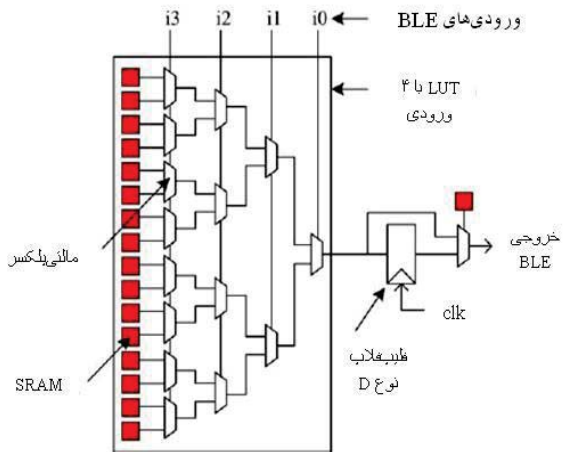 i3 i2 i1 i0
ورودی‌های BLE
LUT با ۴
ورودی
خروجی
BLE
مالتی‌پلکسر
clk
فلیپ‌فلاپ
نوع D
SRAM